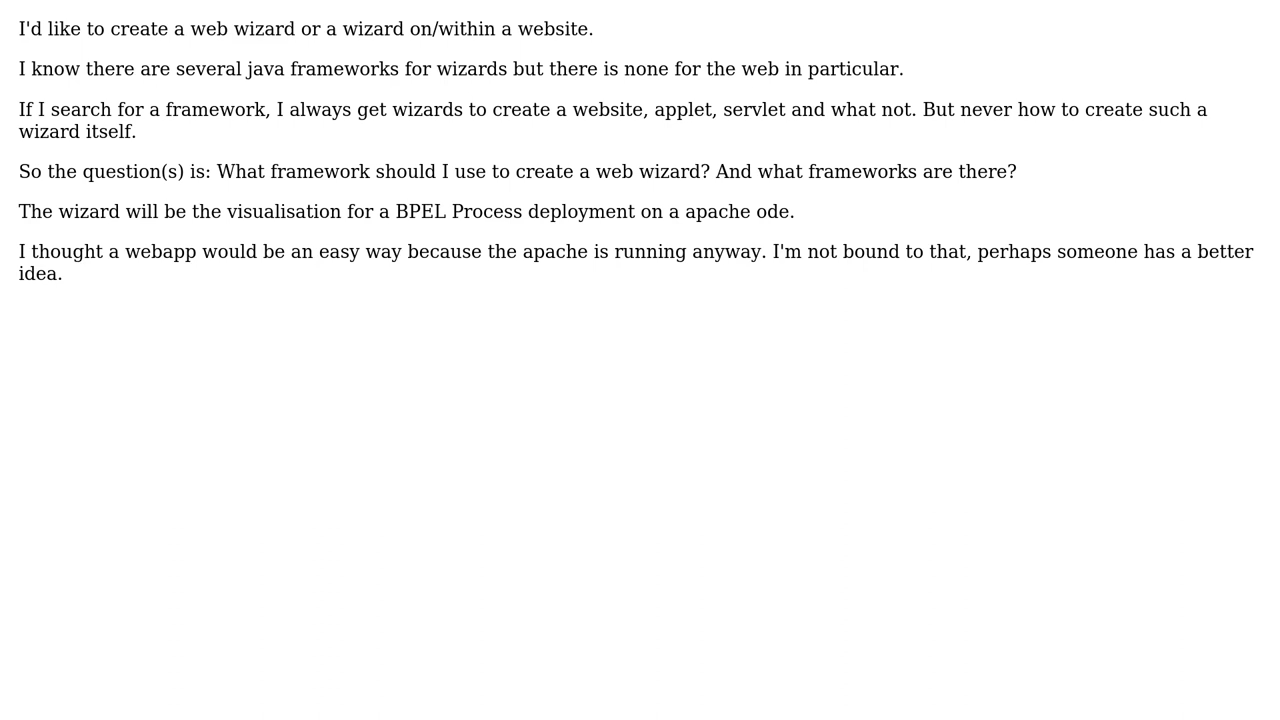 I'd like to create a web wizard or a wizard on/within a website.
I know there are several java frameworks for wizards but there is none for the web in particular.
If I search for a framework, I always get wizards to create a website, applet, servlet and what not. But never how to create such a
wizard itself.
So the question(s) is: What framework should I use to create a web wizard? And what frameworks are there?
The wizard will be the visualisation for a BPEL Process deployment on a apache ode.
I thought a webapp would be an easy way because the apache is running anyway. I'm not bound to that, perhaps someone has a better
idea.